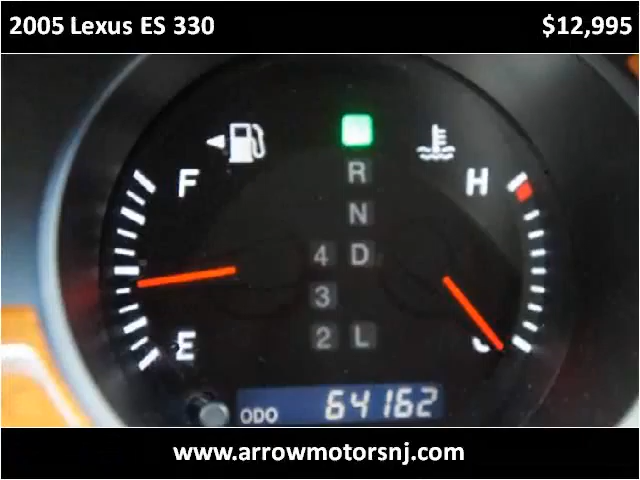 2005 Lexus ES 330 $12,995
F H
R
N
4 D
3
E 2 L C
ODO 64162
www.arrowmotorsnj.com